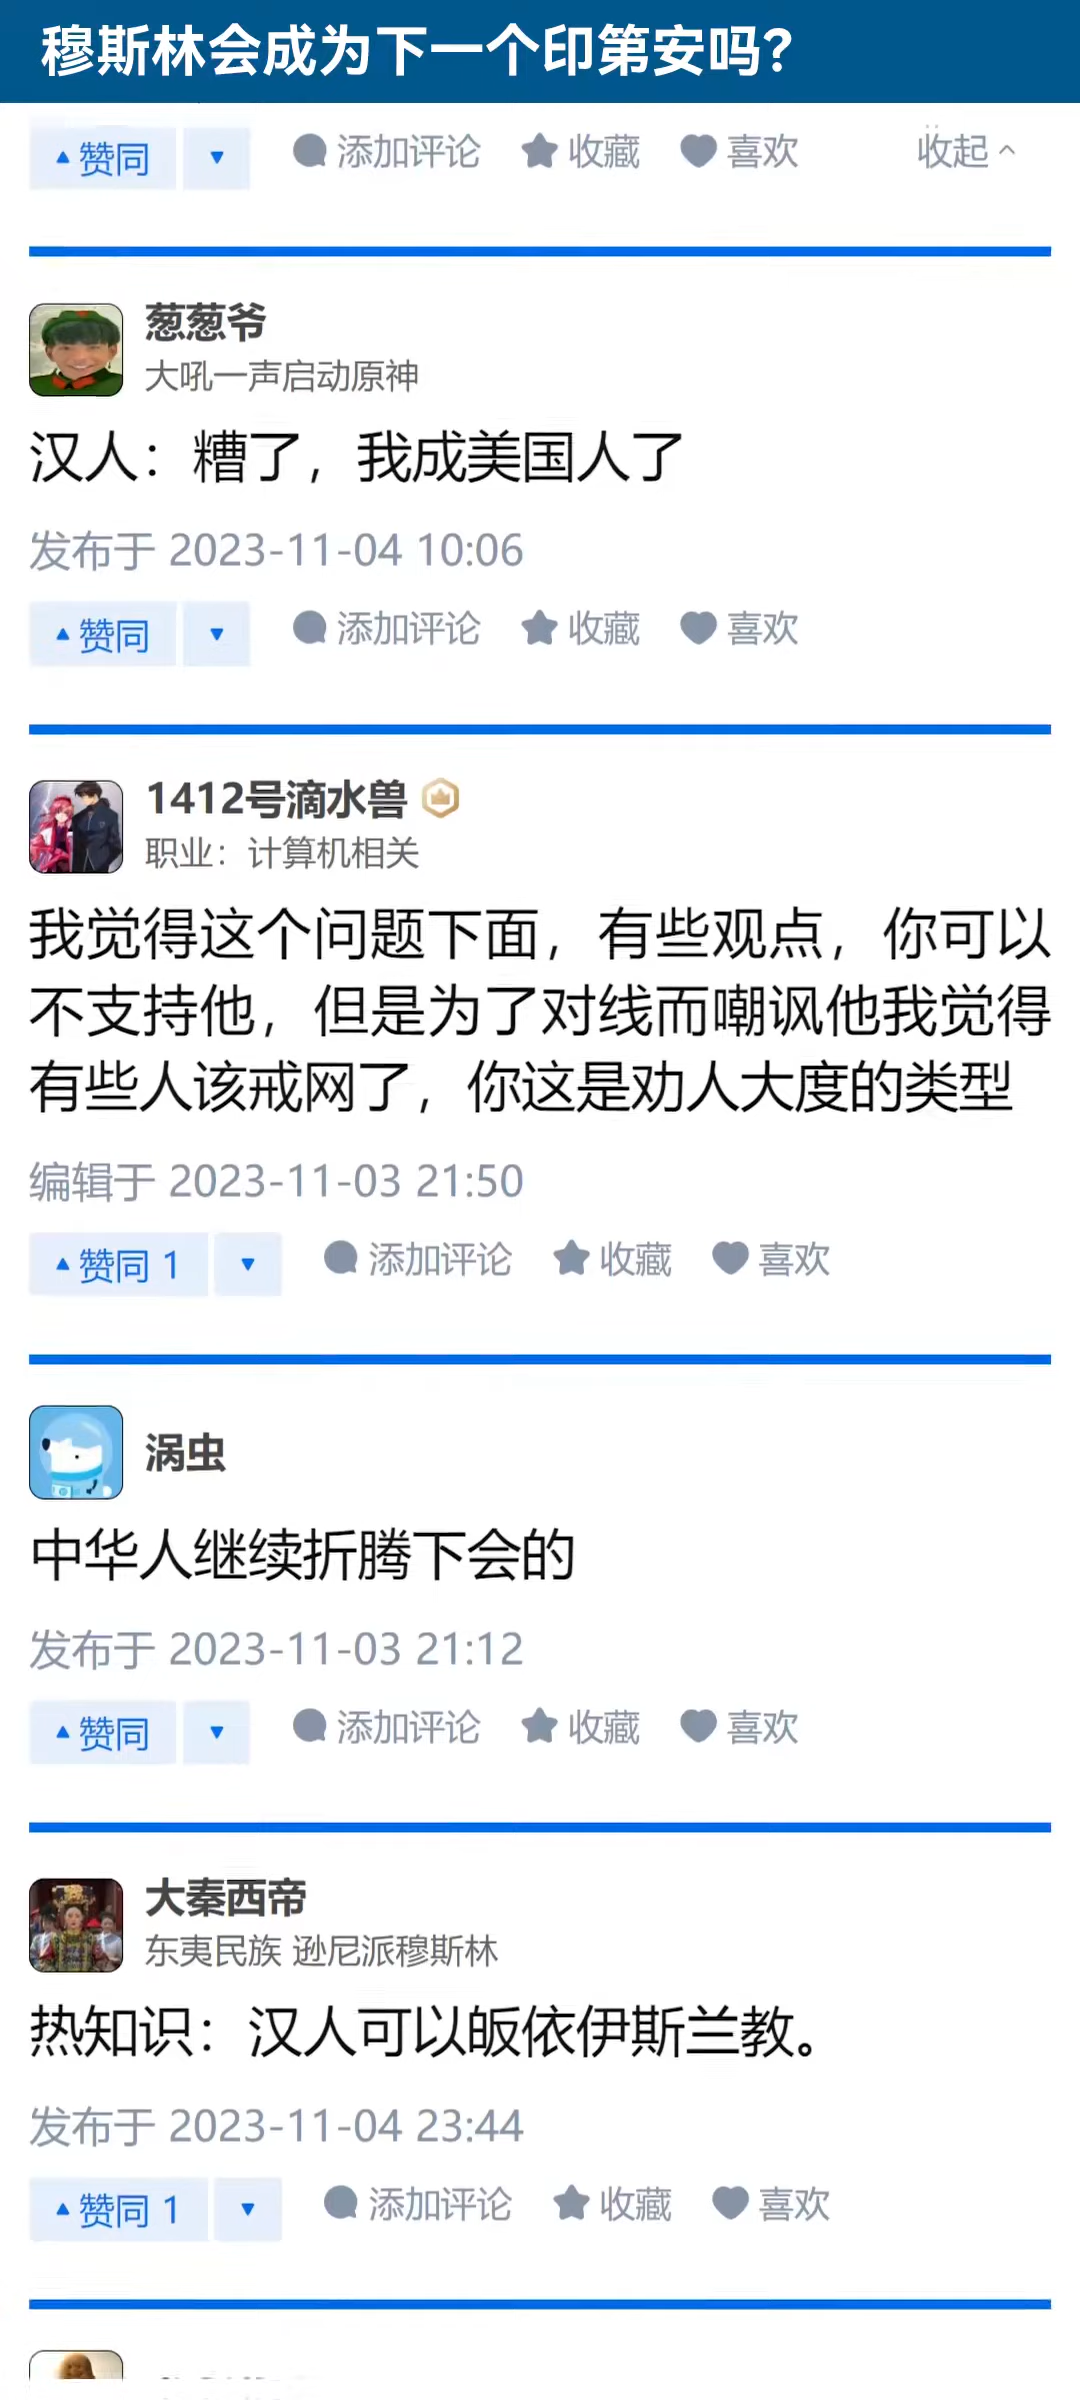 穆斯林会成为下一个印第安吗?
赞同 添加评论 收藏 喜欢 收起
葱葱爷
大吼一声启动原神
汉人：糟了，我成美国人了
发布于 2023-11-04 10:06
赞同 添加评论 收藏 喜欢
1412号滴水兽
职业：计算机相关
我觉得这个问题下面，有些观点，你可以
不支持他，但是为了对线而嘲讽他我觉得
有些人该戒网了，你这是劝人大度的类型
编辑于 2023-11-03 21:50
赞同 1 添加评论 收藏 喜欢
涡虫
中华人继续折腾下会的
发布于 2023-11-03 21:12
赞同 添加评论 收藏 喜欢
大秦西帝
东夷民族 逊尼派穆斯林
热知识：汉人可以皈依伊斯兰教。
发布于 2023-11-04 23:44
赞同 1 添加评论 收藏 喜欢